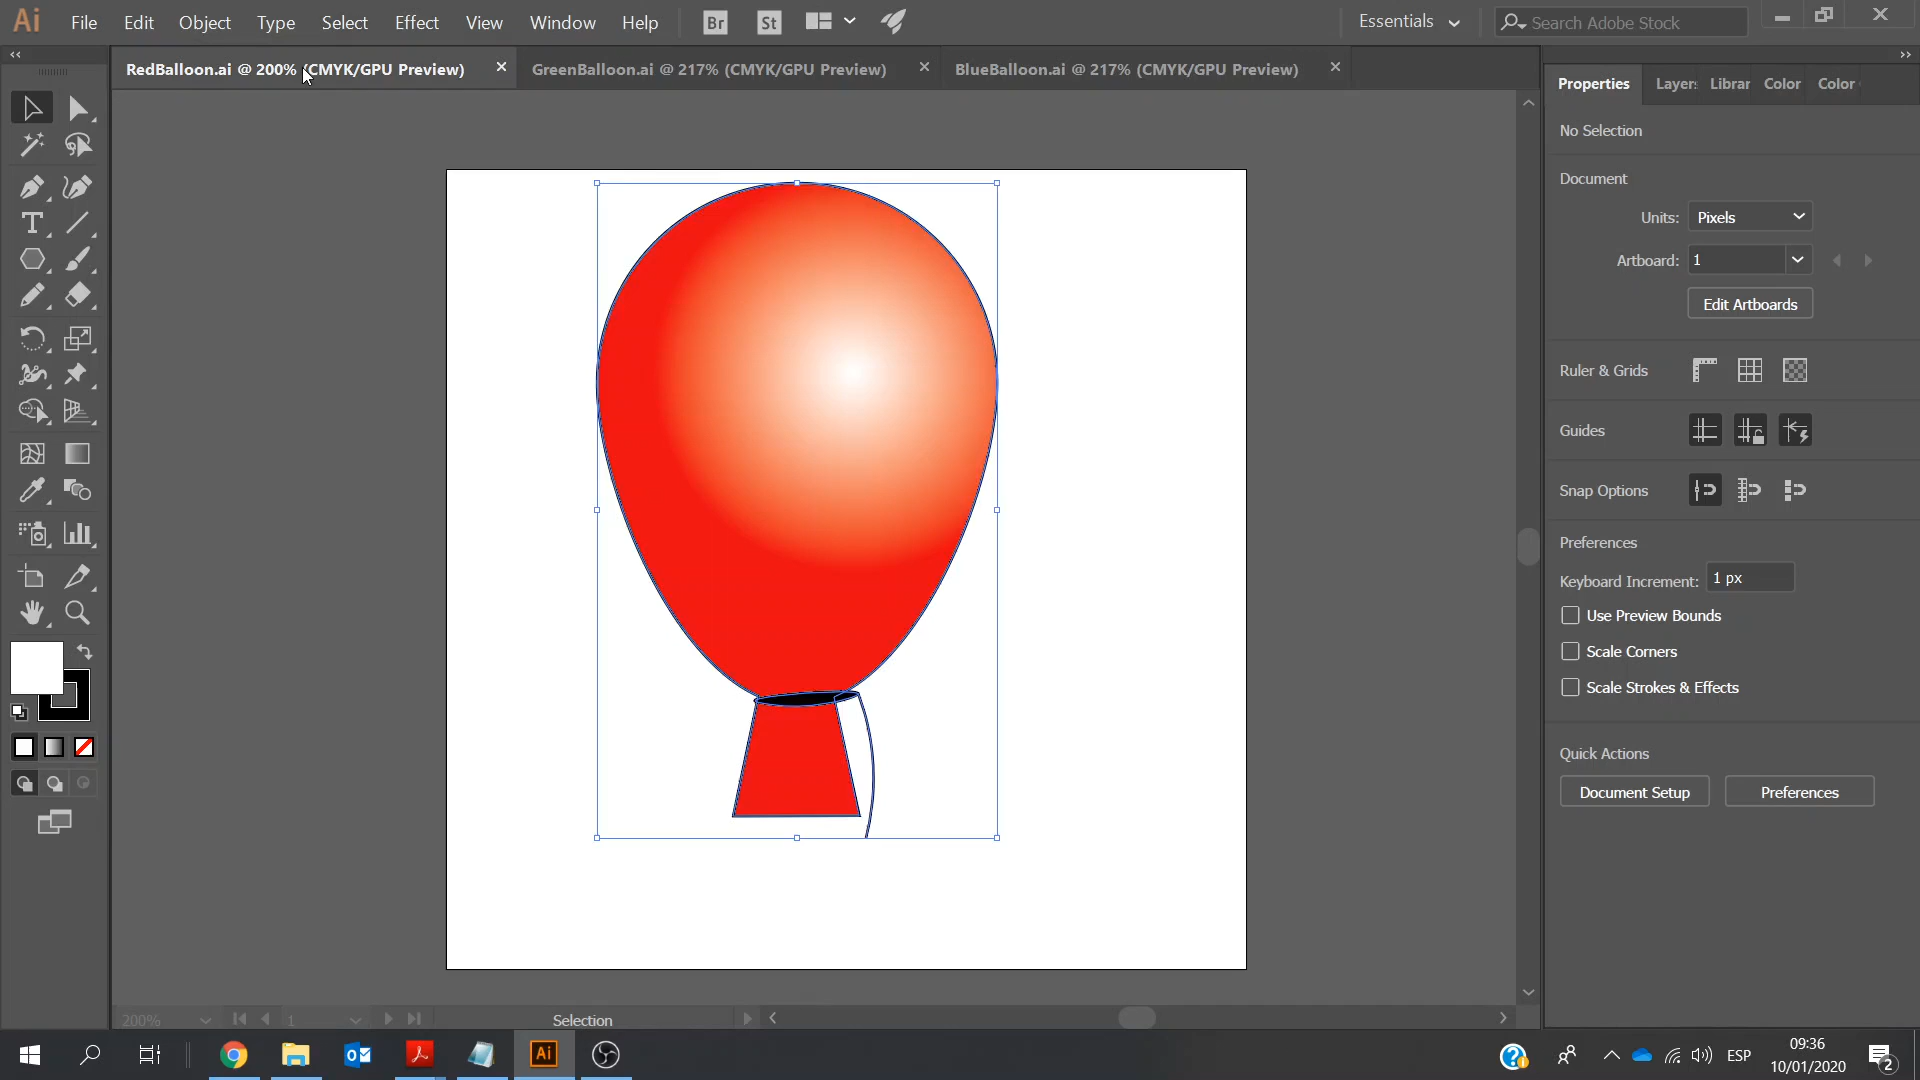 Ai File Edit Object Type Select Effect View Window Help Br St Essentials Search Adobe Stock
RedBalloon.ai @ 200% (CMYK/GPU Preview) GreenBalloon.ai @ 217% (CMYK/GPU Preview) BlueBalloon.ai @ 217% (CMYK/GPU Preview)
Properties Layers Librar Color Color
No Selection
Document
Units: Pixels
Artboard: 1
Edit Artboards
Ruler & Grids
Guides
Snap Options
Preferences
Keyboard Increment: 1 px
Use Preview Bounds
Scale Corners
Scale Strokes & Effects
Quick Actions
Document Setup Preferences
200% 1 Selection
Ai ESP 09:36
10/01/2020 2